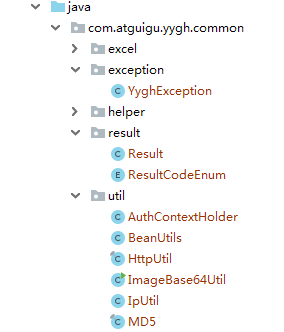 java
com.atguigu.yygh.common
excel
exception
YyghException
helper
result
Result
ResultCodeEnum
util
AuthContextHolder
BeanUtils
HttpUtil
ImageBase64Util
IpUtil
MD5